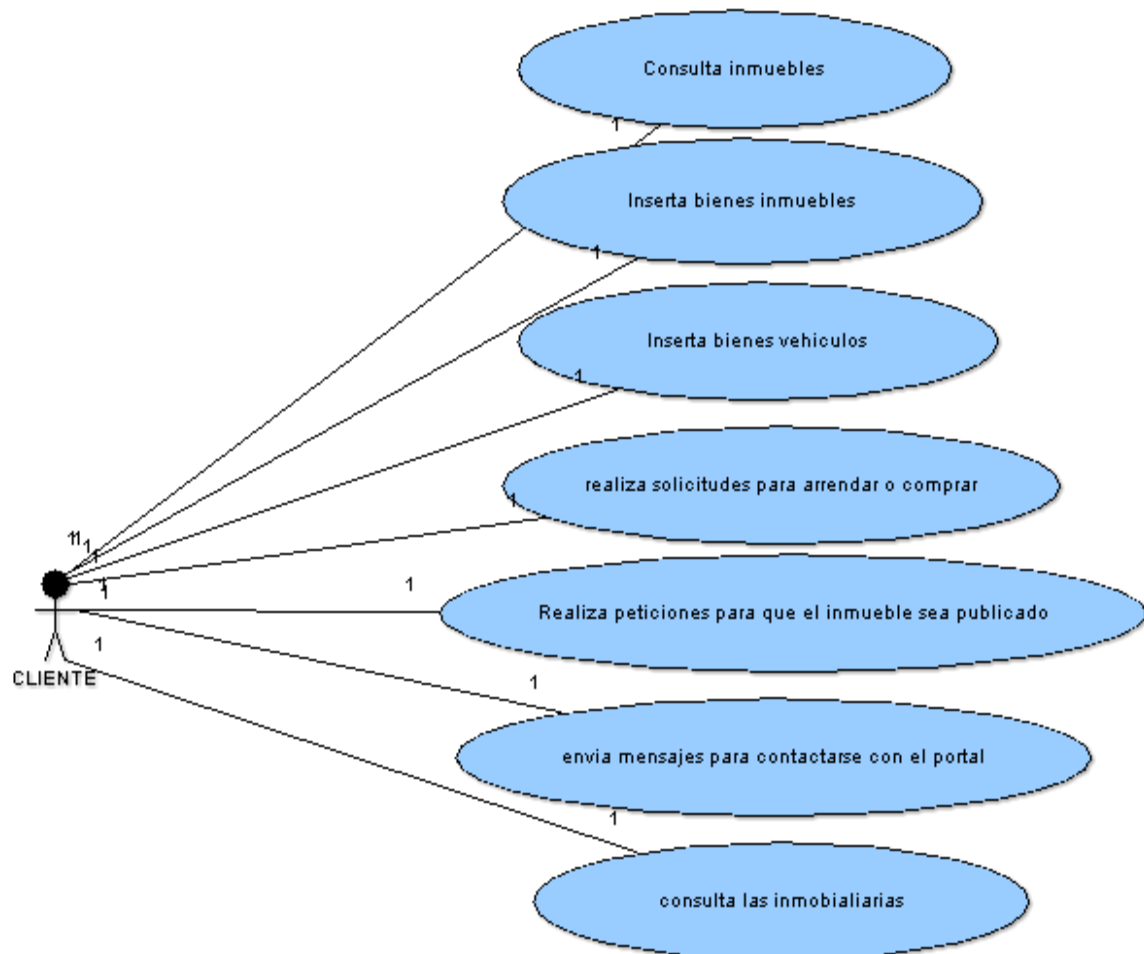 Consulta inmuebles
1
Inserta bienes inmuebles
1
Inserta bienes vehiculos
1
realiza solicitudes para arrendar o comprar
1
11
1
1
1
1
Realiza peticiones para que el inmueble sea publicado
1
CLIENTE
1
envia mensajes para contactarse con el portal
1
consulta las inmobialiarias